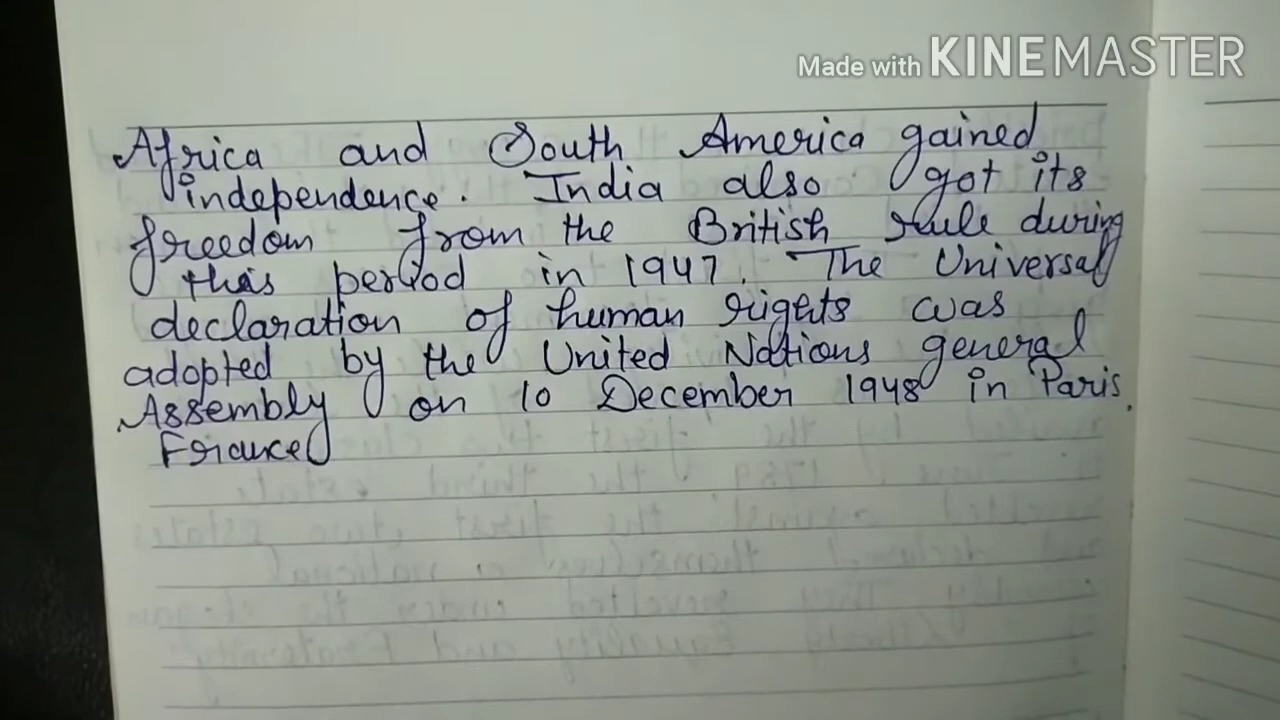 Made with KINEMASTER
Africa and South America gained
independence. India also got its
freedom from the British rule during
this period in 1947. The Universal
declaration of human rights was
adopted by the United Nations general
Assembly on 10 December 1948 in Paris,
France